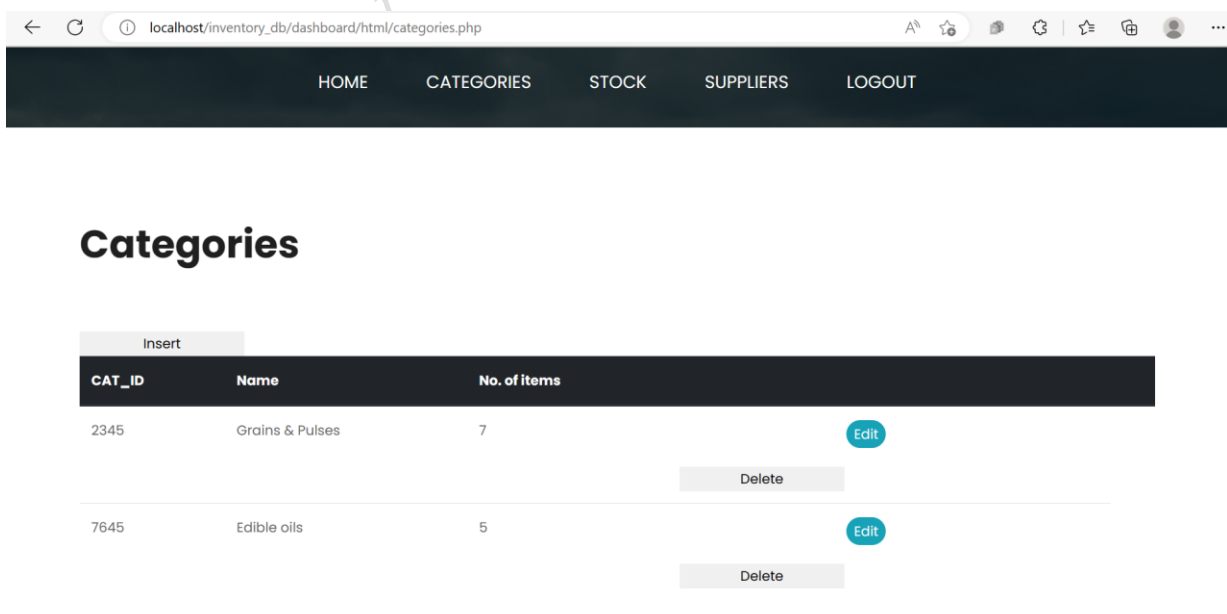 localhost/inventory_db/dashboard/html/categories.php
HOME CATEGORIES STOCK SUPPLIERS LOGOUT
Categories
Insert
CAT_ID Name No. of items
2345 Grains & Pulses 7 Edit
Delete
7645 Edible oils 5 Edit
Delete